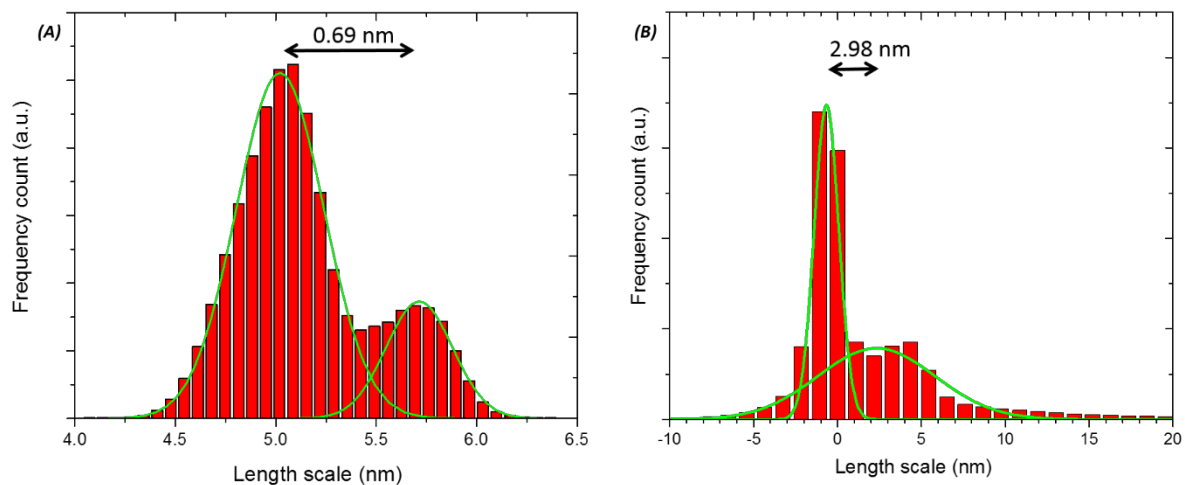 (A)
0.69 nm
Frequency count (a.u.)
4.0 4.5 5.0 5.5 6.0 6.5
Length scale (nm)
(B)
2.98 nm
Frequency count (a.u.)
-10 -5 0 5 10 15 20
Length scale (nm)